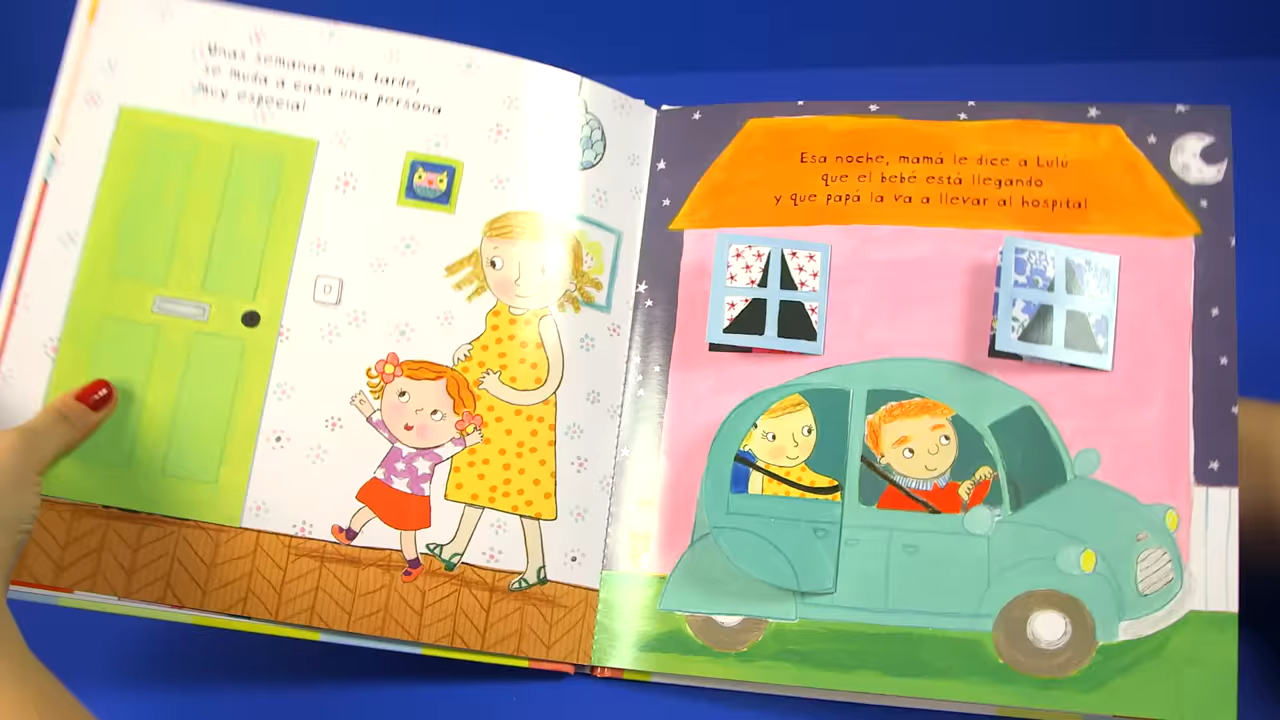 Unas semanas más tarde,
se muda a casa una persona
muy especial
Esa noche, mamá le dice a Lulú
que el bebé está llegando
y que papá la va a llevar al hospital